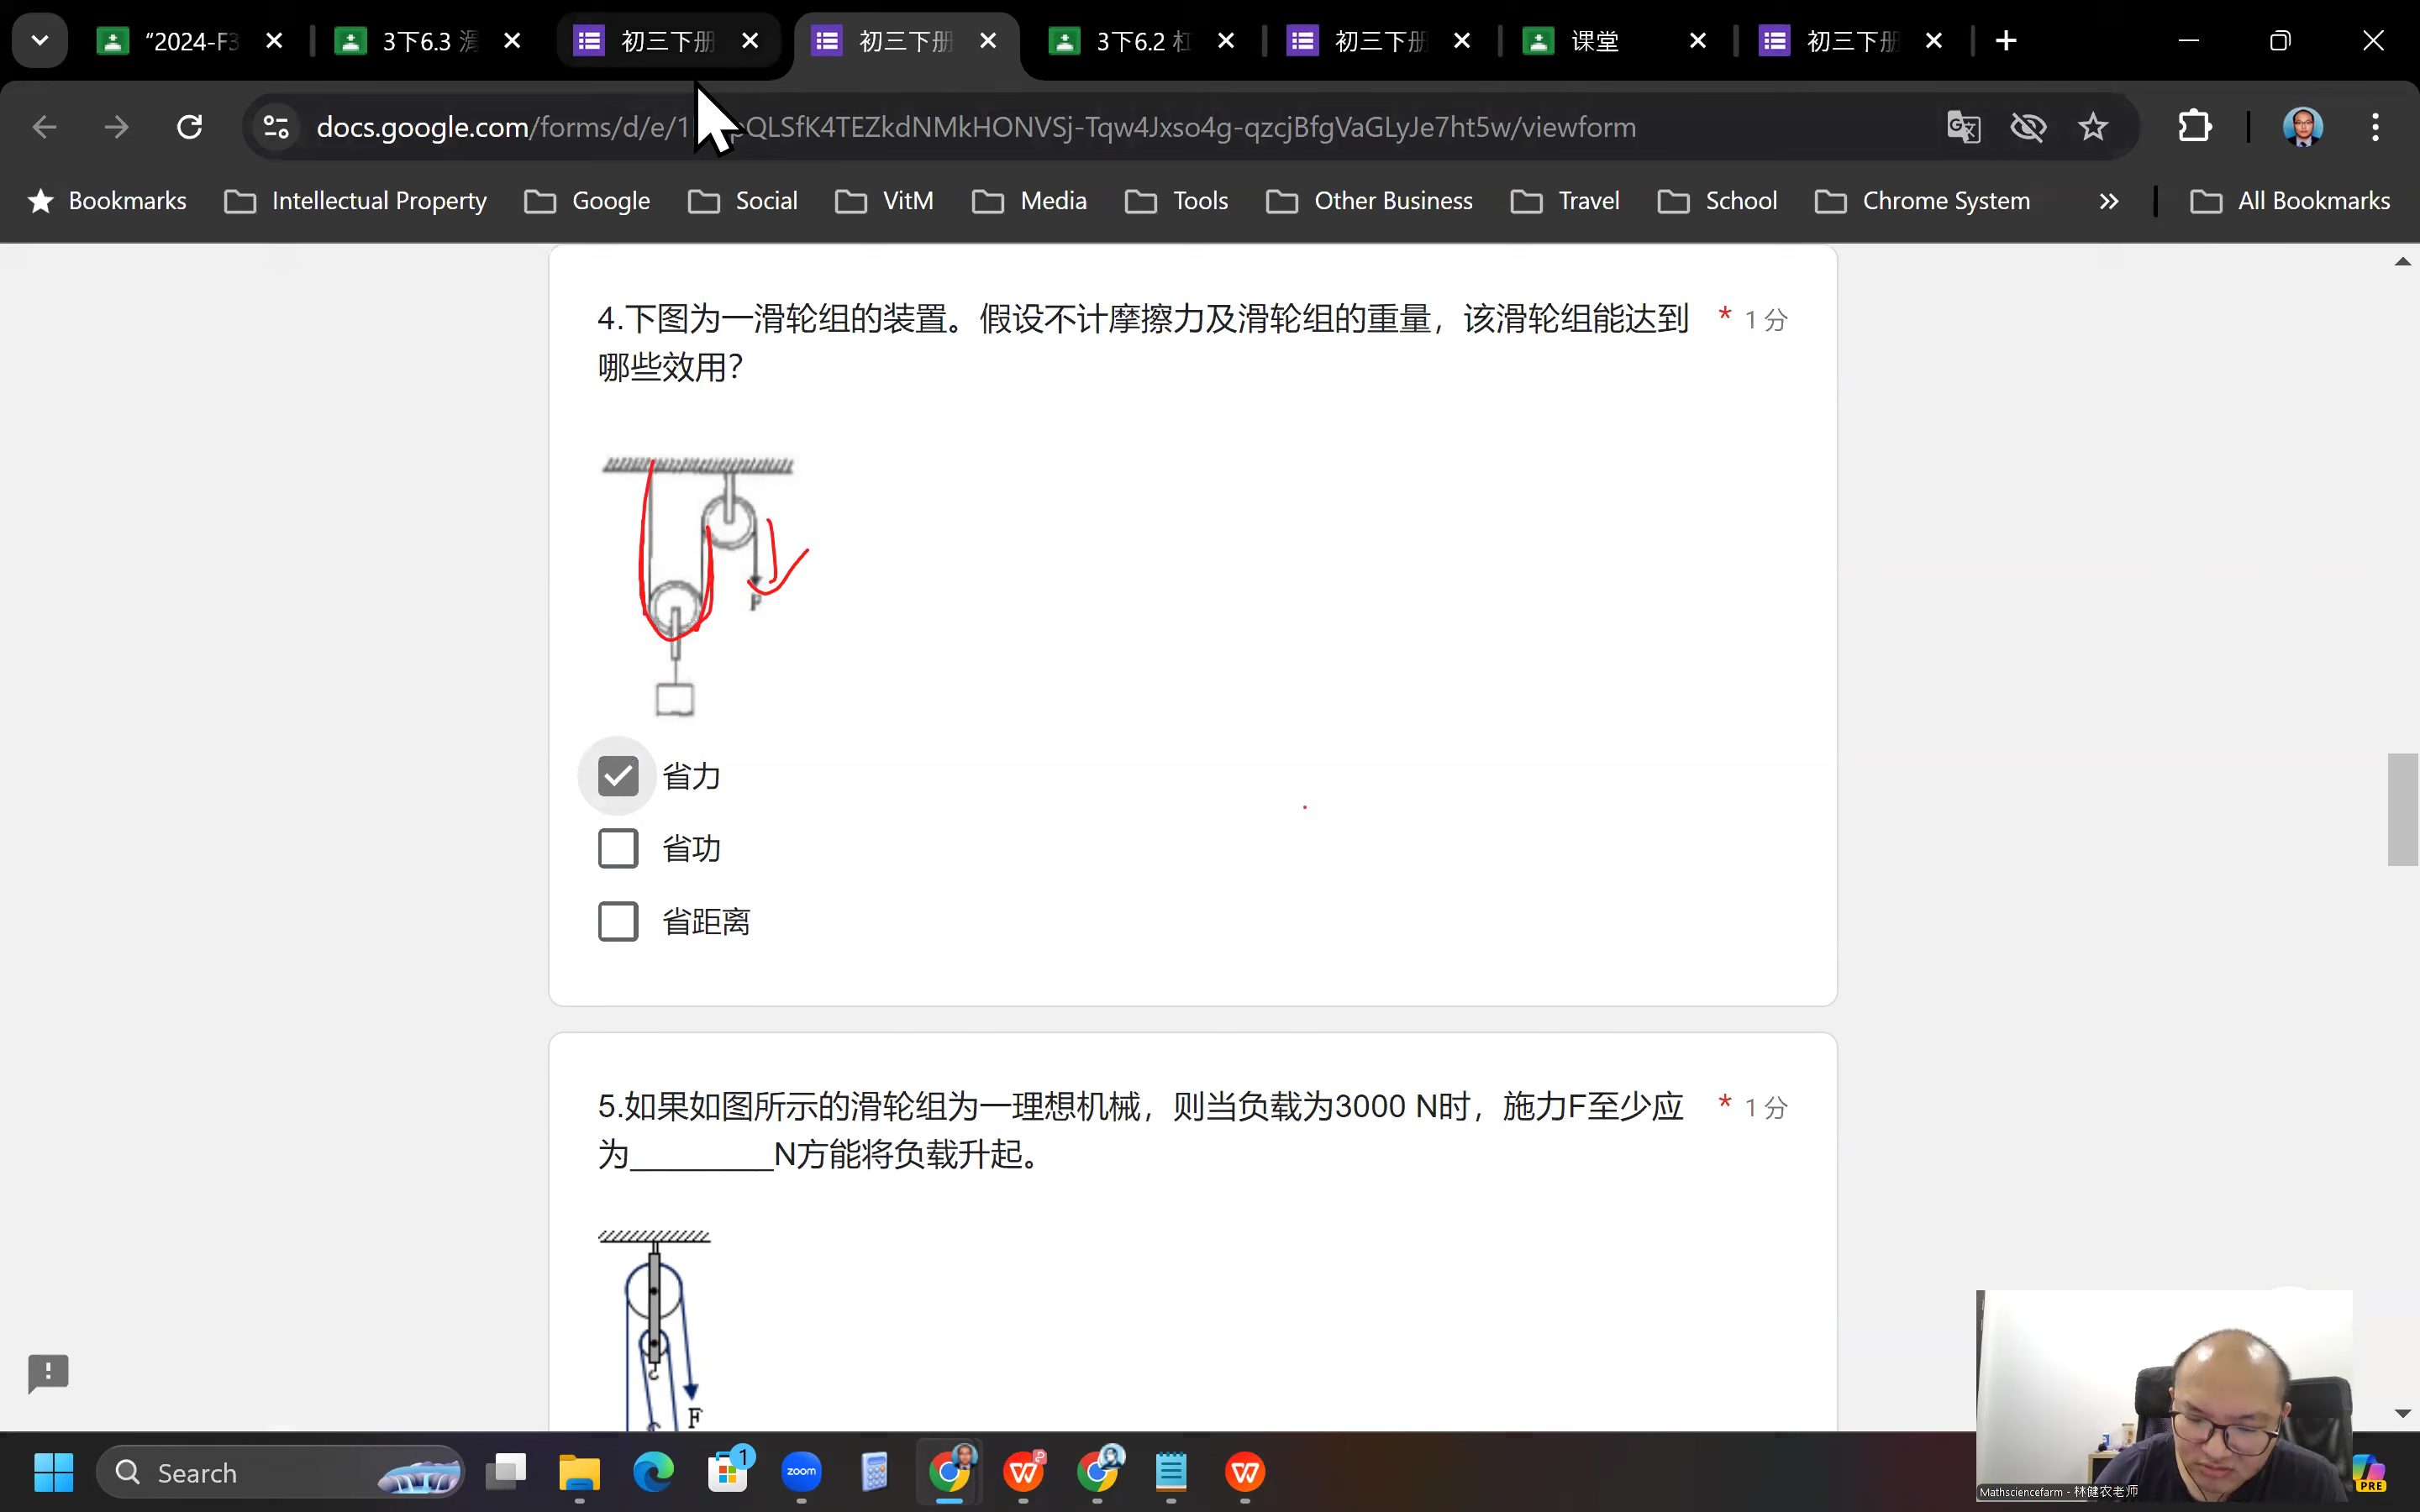 “2024-F3
3下6.3 滑
初三下册
初三下册
3下6.2 杠
初三下册
课堂
初三下册
docs.google.com/forms/d/e/1 QLSfK4TEZkdNMkHONVSj-Tqw4Jxso4g-qzcjBfgVaGLyJe7ht5w/viewform
Bookmarks
Intellectual Property
Google
Social
VitM
Media
Tools
Other Business
Travel
School
Chrome System
All Bookmarks
4.下图为一滑轮组的装置。假设不计摩擦力及滑轮组的重量，该滑轮组能达到 * 1 分
哪些效用？
F
省力
省功
省距离
5.如果如图所示的滑轮组为一理想机械，则当负载为3000 N时，施力F至少应 * 1 分
为_________N方能将负载升起。
F
Search
1
zoom
PRE
Mathsciencefarm - 林健农老师